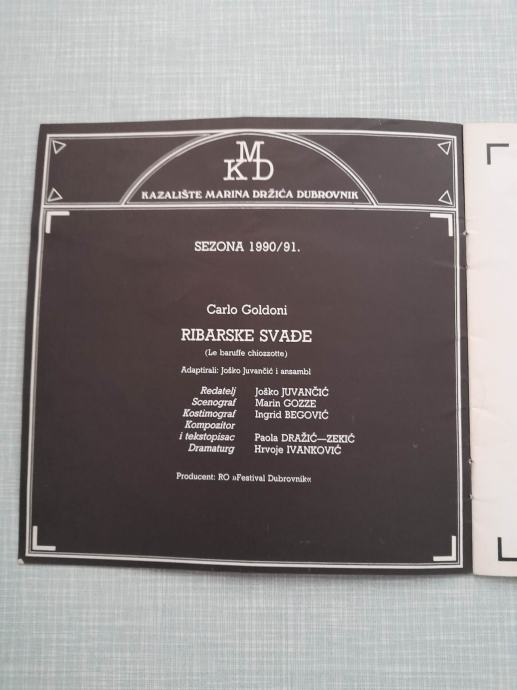 MKD
KAZALIŠTE MARINA DRŽIĆA DUBROVNIK
SEZONA 1990/91.
Carlo Goldoni
RIBARSKE SVAĐE
(Le baruffe chiozzotte)
Adaptirali: Joško Juvančić i ansambl
Redatelj Joško JUVANČIĆ
Scenograf Marin GOZZE
Kostimograf Ingrid BEGOVIĆ
Kompozitor
i tekstopisac Paola DRAŽIĆ—ZEKIĆ
Dramaturg Hrvoje IVANKOVIĆ
Producent: RO »Festival Dubrovnik«